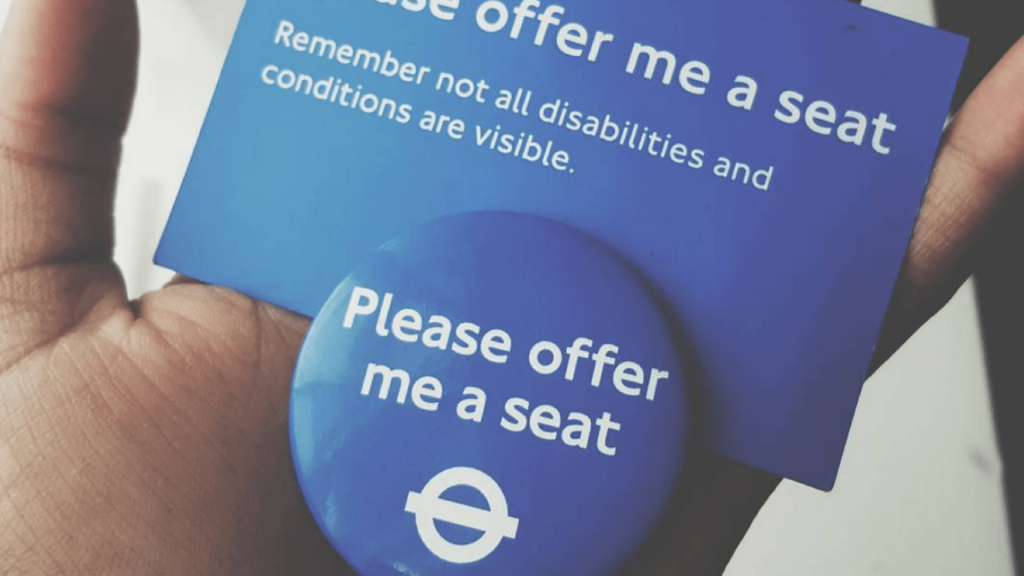 offer me a seat
Remember not all disabilities and
conditions are visible.
Please offer
me a seat